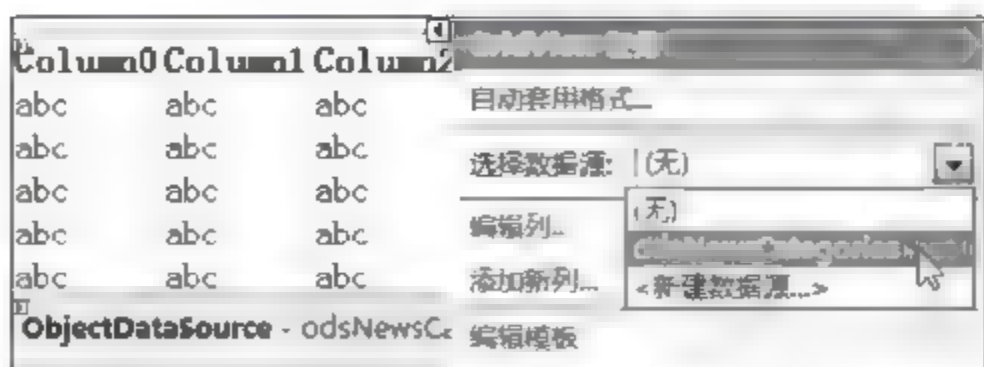 Column0 Column1 Column2
abc abc abc
abc abc abc
abc abc abc
abc abc abc
abc abc abc
ObjectDataSource - odsNewsCa
自动套用格式...
选择数据源: (无)
(无)
odsNewsCategories
<新建数据源...>
编辑列...
添加新列...
编辑模板